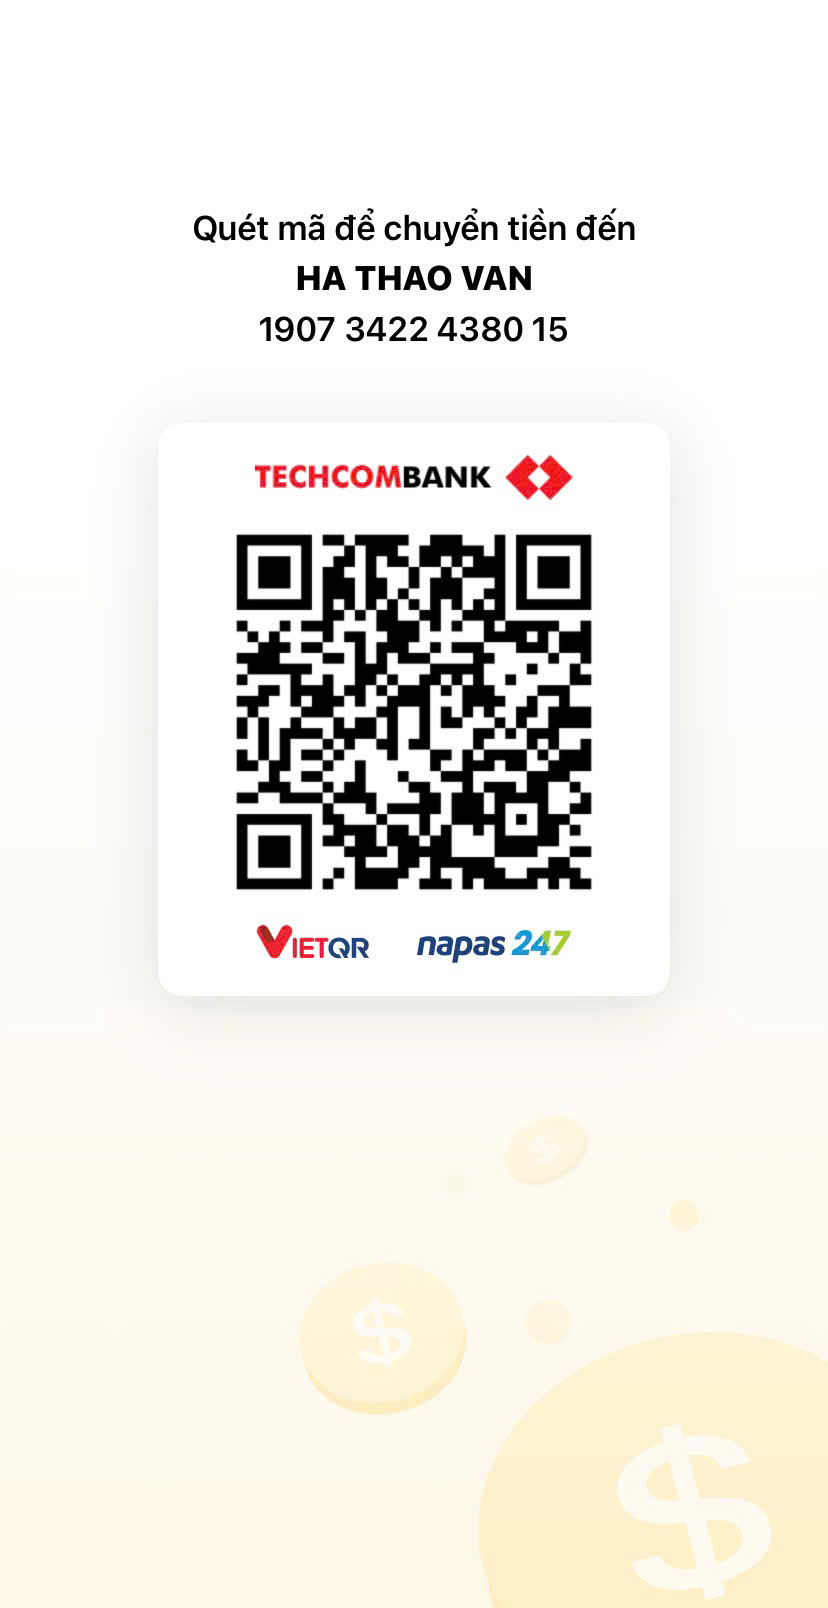 Quét mã để chuyển tiền đến
HA THAO VAN
1907 3422 4380 15
TECHCOMBANK
VIETQR
napas 247
$
$
$